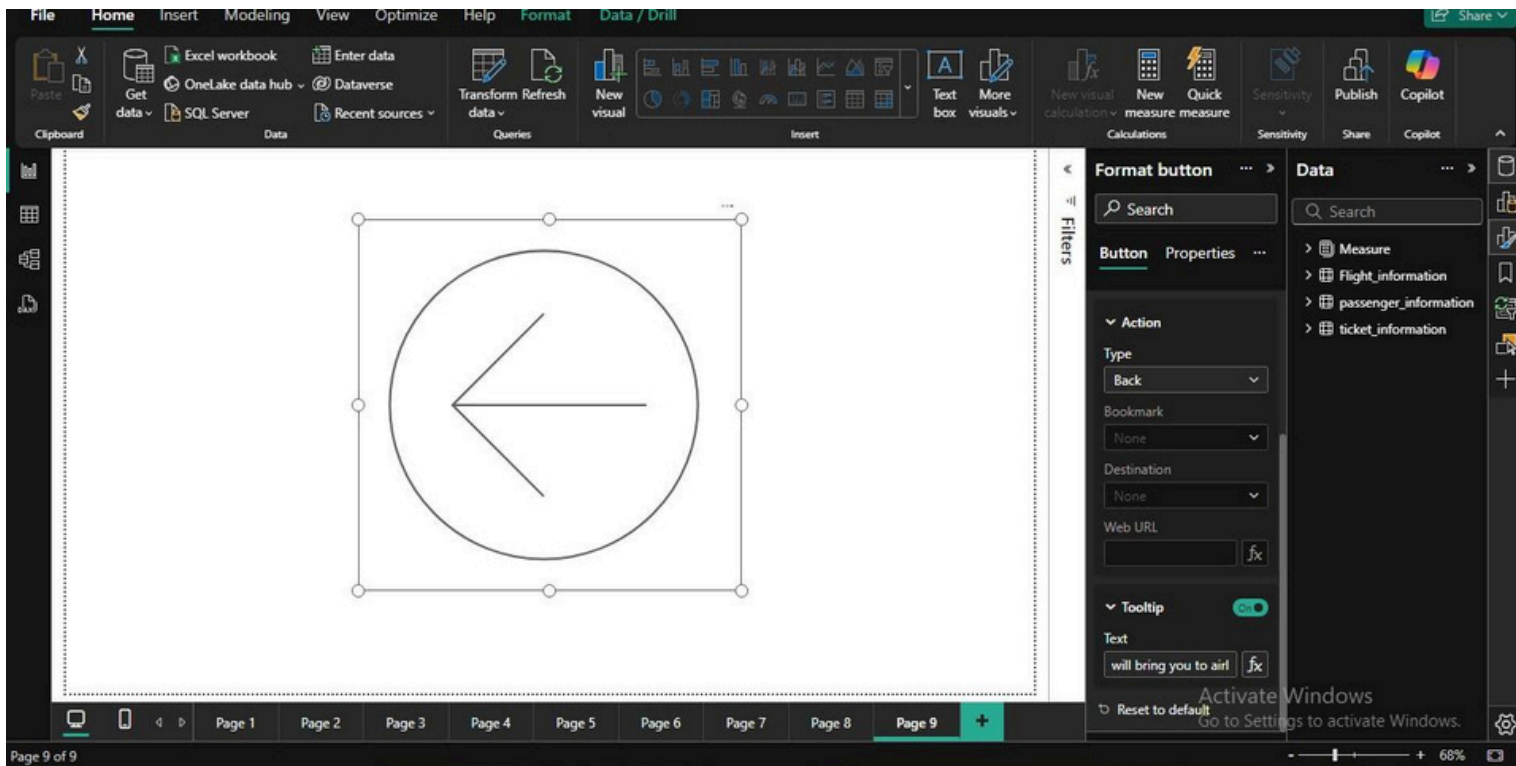 File Home Insert Modeling View Optimize Help Format Data / Drill Share
Paste
Clipboard
Get data
Excel workbook
OneLake data hub
SQL Server
Enter data
Dataverse
Recent sources
Data
Transform data
Refresh
Queries
New visual
Text box
More visuals
Insert
New visual calculation
New measure
Quick measure
Calculations
Sensitivity
Sensitivity
Publish
Share
Copilot
Copilot
Filters
Format button
Search
Button Properties
Action
Type
Back
Bookmark
None
Destination
None
Web URL
fx
Tooltip On
Text
will bring you to airl fx
Reset to default
Data
Search
Measure
Flight_information
passenger_information
ticket_information
Activate Windows
Go to Settings to activate Windows.
Page 1 Page 2 Page 3 Page 4 Page 5 Page 6 Page 7 Page 8 Page 9 +
Page 9 of 9
- + 68%